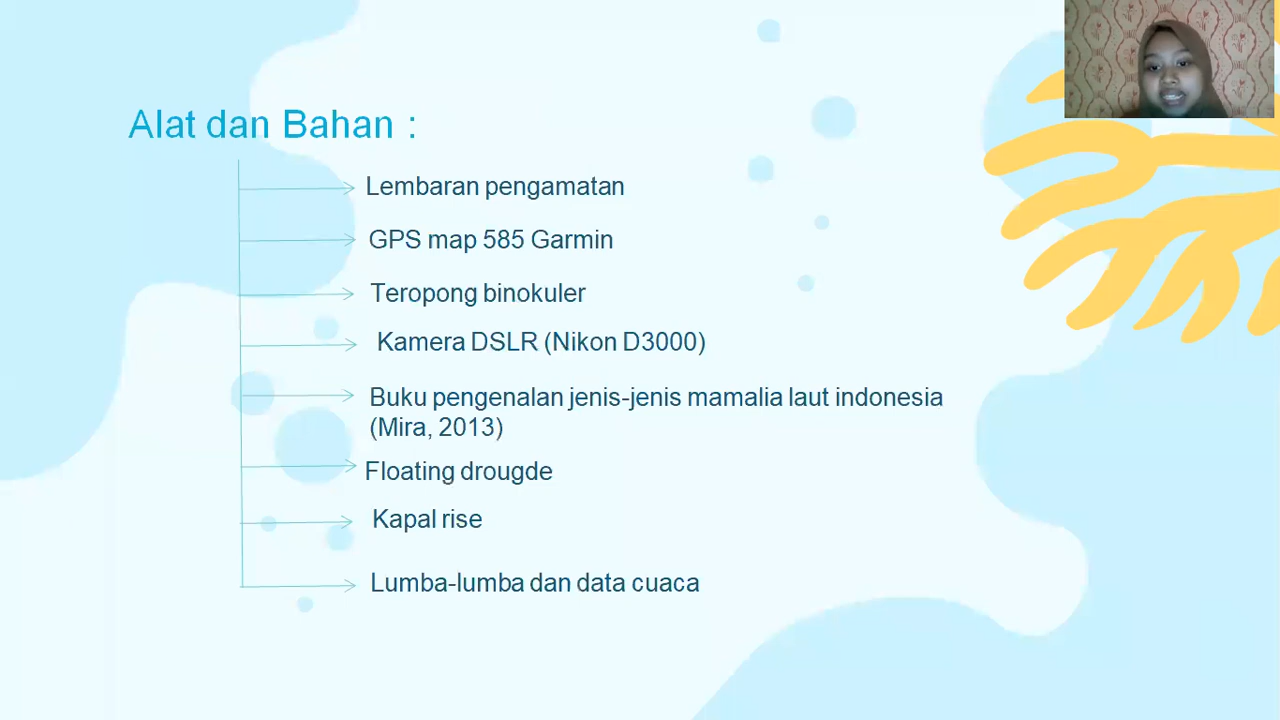 Alat dan Bahan :
Lembaran pengamatan
GPS map 585 Garmin
Teropong binokuler
Kamera DSLR (Nikon D3000)
Buku pengenalan jenis-jenis mamalia laut indonesia
(Mira, 2013)
Floating drougde
Kapal rise
Lumba-lumba dan data cuaca